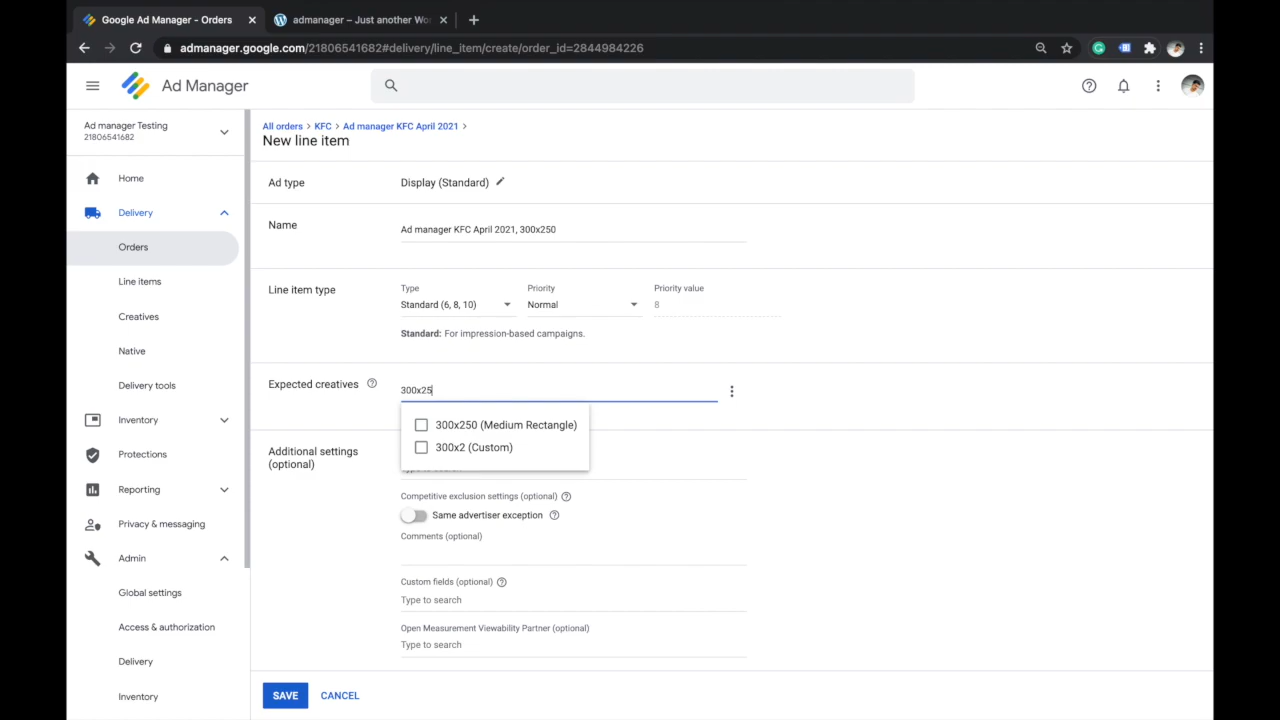 Google Ad Manager - Orders
admanager – Just another Wor
admanager.google.com/21806541682#delivery/line_item/create/order_id=2844984226
Ad Manager
Ad manager Testing
21806541682
Home
Delivery
Orders
Line items
Creatives
Native
Delivery tools
Inventory
Protections
Reporting
Privacy & messaging
Admin
Global settings
Access & authorization
Delivery
Inventory
All orders > KFC > Ad manager KFC April 2021 >
New line item
Ad type
Display (Standard)
Name
Ad manager KFC April 2021, 300x250
Line item type
Type
Priority
Priority value
Standard (6, 8, 10)
Normal
8
Standard: For impression-based campaigns.
Expected creatives
300x25
300x250 (Medium Rectangle)
300x2 (Custom)
Additional settings
(optional)
Competitive exclusion settings (optional)
Same advertiser exception
Comments (optional)
Custom fields (optional)
Type to search
Open Measurement Viewability Partner (optional)
Type to search
SAVE
CANCEL